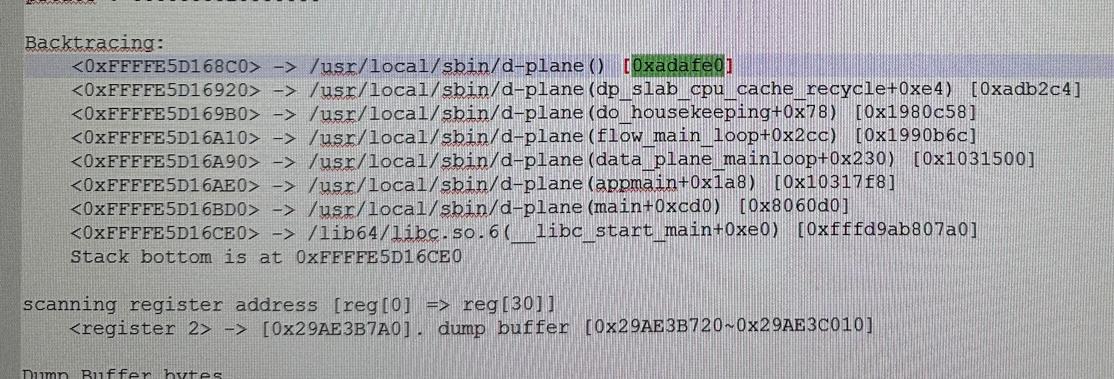 Backtracing:
<0xFFFFE5D168C0> -> /usr/local/sbin/d-plane() [0xadafe0]
<0xFFFFE5D16920> -> /usr/local/sbin/d-plane(dp_slab_cpu_cache_recycle+0xe4) [0xadb2c4]
<0xFFFFE5D169B0> -> /usr/local/sbin/d-plane(do_housekeeping+0x78) [0x1980c58]
<0xFFFFE5D16A10> -> /usr/local/sbin/d-plane(flow_main_loop+0x2cc) [0x1990b6c]
<0xFFFFE5D16A90> -> /usr/local/sbin/d-plane(data_plane_mainloop+0x230) [0x1031500]
<0xFFFFE5D16AE0> -> /usr/local/sbin/d-plane(appmain+0x1a8) [0x10317f8]
<0xFFFFE5D16BD0> -> /usr/local/sbin/d-plane(main+0xcd0) [0x8060d0]
<0xFFFFE5D16CE0> -> /lib64/libc.so.6(__libc_start_main+0xe0) [0xfffd9ab807a0]
Stack bottom is at 0xFFFFE5D16CE0
scanning register address [reg[0] => reg[30]]
<register 2> -> [0x29AE3B7A0]. dump buffer [0x29AE3B720~0x29AE3C010]
Dump Buffer bytes